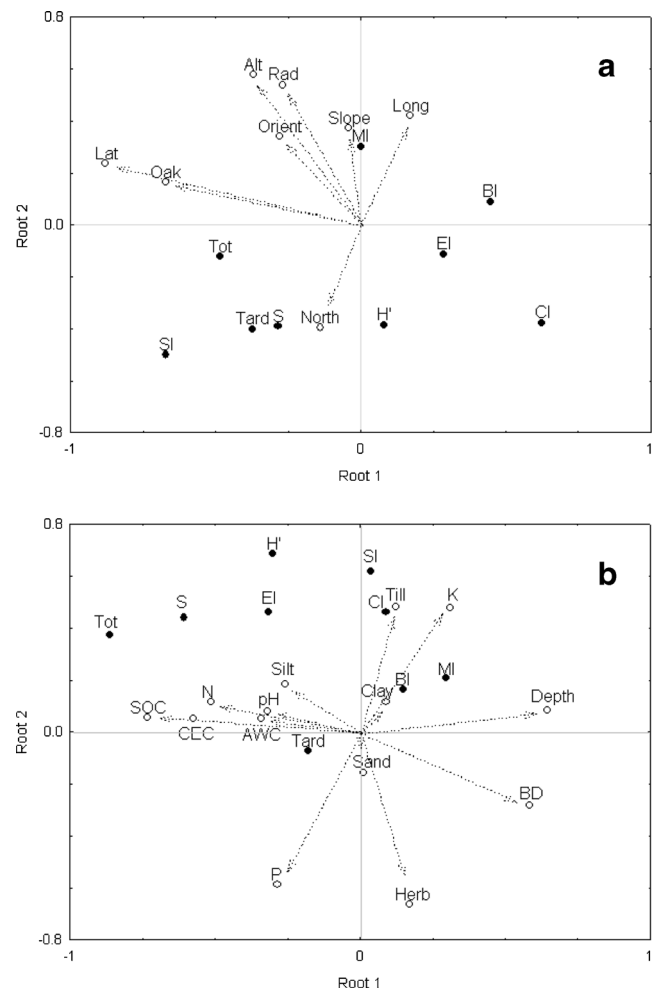 0.8
a
Alt
Rad
Long
Slope
Orient
MI
Lat
Oak
BI
Root 2
0.0
Tot
EI
Tard
S
North
H'
CI
SI
-0.8
-1
0
1
Root 1
0.8
b
H'
SI
Till
K
S
EI
CI
Tot
Silt
MI
BI
Clay
N
pH
Depth
SOC
CEC
AWC
Root 2
0.0
Tard
Sand
BD
P
Herb
-0.8
-1
0
1
Root 1